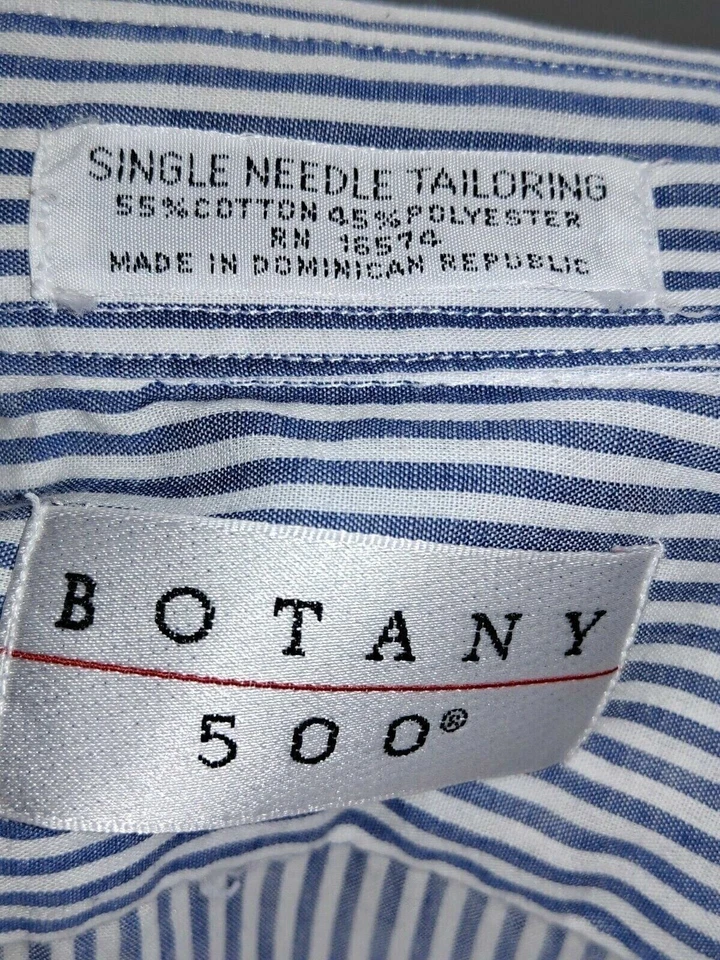 SINGLE NEEDLE TAILORING
55%COTTON 45%POLYESTER
RN 16574
MADE IN DOMINICAN REPUBLIC
BOTANY
500®